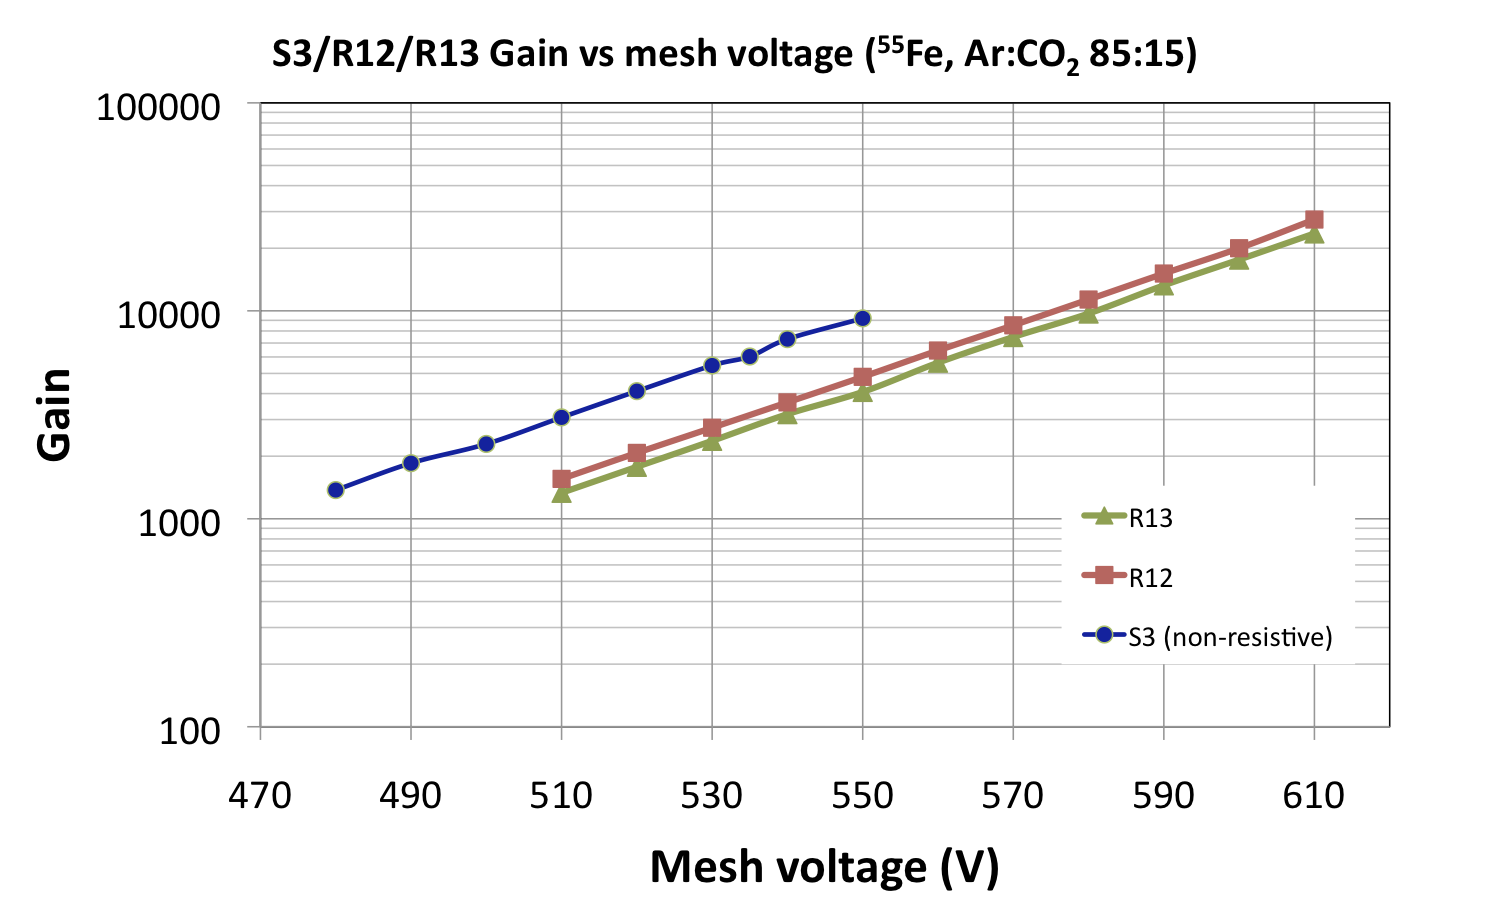 S3/R12/R13 Gain vs mesh voltage (⁵⁵Fe, Ar:CO₂ 85:15)
100000
10000
1000
100
Gain
R13
R12
S3 (non-resistive)
470 490 510 530 550 570 590 610
Mesh voltage (V)